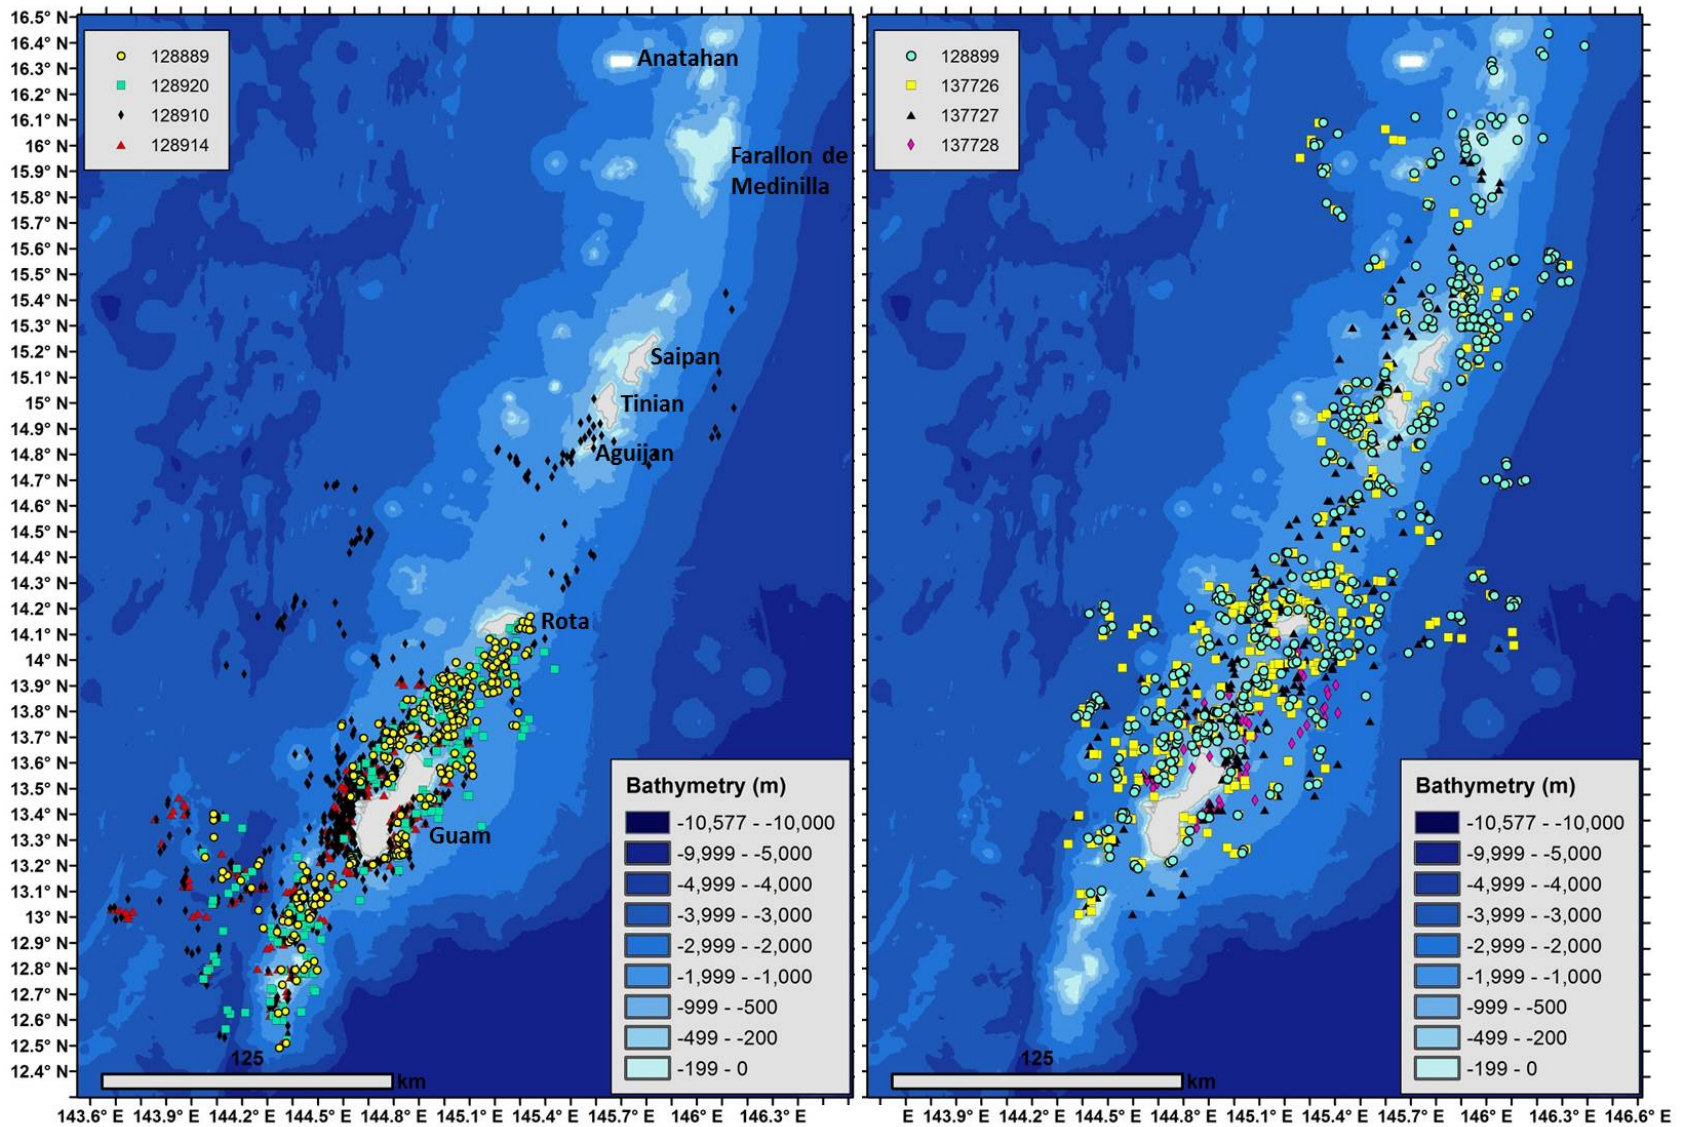 16.5° N
16.4° N
16.3° N
16.2° N
16.1° N
16° N
15.9° N
15.8° N
15.7° N
15.6° N
15.5° N
15.4° N
15.3° N
15.2° N
15.1° N
15° N
14.9° N
14.8° N
14.7° N
14.6° N
14.5° N
14.4° N
14.3° N
14.2° N
14.1° N
14° N
13.9° N
13.8° N
13.7° N
13.6° N
13.5° N
13.4° N
13.3° N
13.2° N
13.1° N
13° N
12.9° N
12.8° N
12.7° N
12.6° N
12.5° N
12.4° N
128889
128920
128910
128914
Anatahan
Farallon de
Medinilla
Saipan
Tinian
Aguijan
Rota
Guam
Bathymetry (m)
-10,577 - -10,000
-9,999 - -5,000
-4,999 - -4,000
-3,999 - -3,000
-2,999 - -2,000
-1,999 - -1,000
-999 - -500
-499 - -200
-199 - 0
125
km
143.6° E 143.9° E 144.2° E 144.5° E 144.8° E 145.1° E 145.4° E 145.7° E 146° E 146.3° E
128899
137726
137727
137728
Bathymetry (m)
-10,577 - -10,000
-9,999 - -5,000
-4,999 - -4,000
-3,999 - -3,000
-2,999 - -2,000
-1,999 - -1,000
-999 - -500
-499 - -200
-199 - 0
125
km
E 143.9° E 144.2° E 144.5° E 144.8° E 145.1° E 145.4° E 145.7° E 146° E 146.3° E 146.6° E